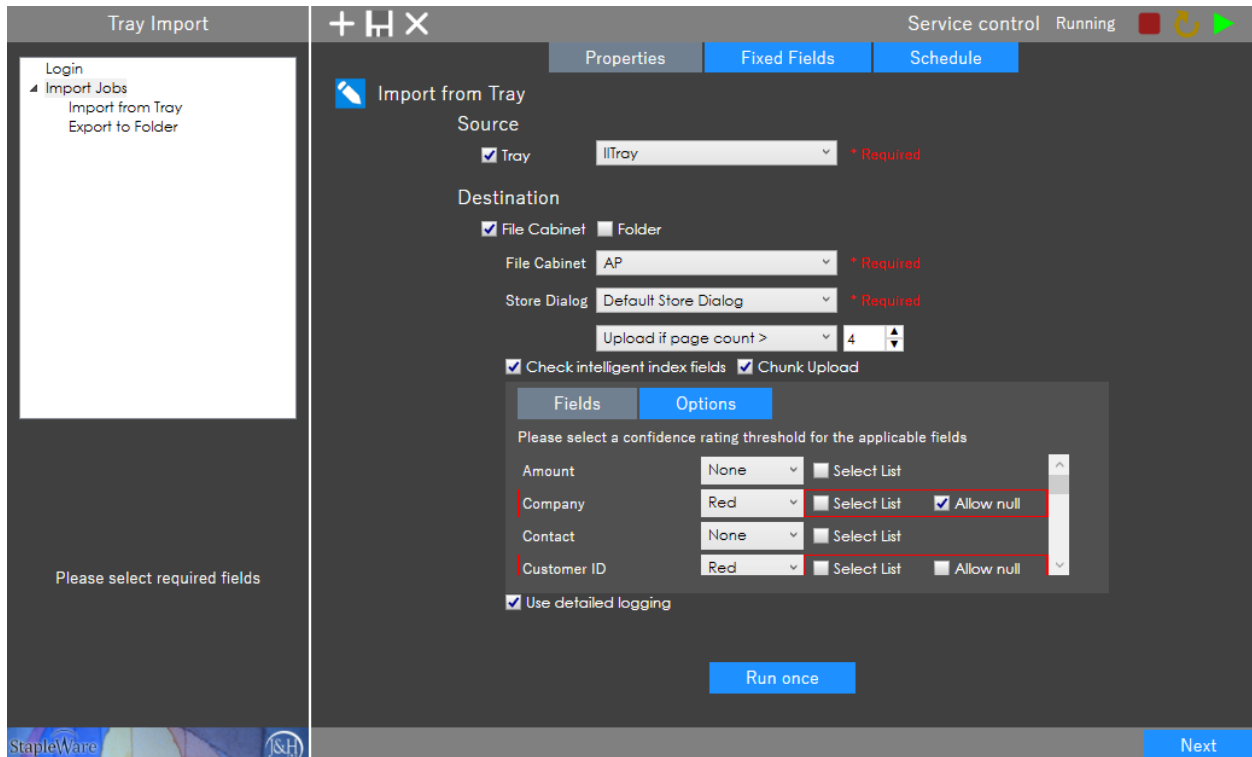 Tray Import
Service control Running
Login
Import Jobs
Import from Tray
Export to Folder
Please select required fields
StapleWare
J&H
Properties Fixed Fields Schedule
Import from Tray
Source
Tray IITray * Required
Destination
File Cabinet Folder
File Cabinet AP * Required
Store Dialog Default Store Dialog * Required
Upload if page count > 4
Check intelligent index fields Chunk Upload
Fields Options
Please select a confidence rating threshold for the applicable fields
Amount None Select List
Company Red Select List Allow null
Contact None Select List
Customer ID Red Select List Allow null
Use detailed logging
Run once
Next